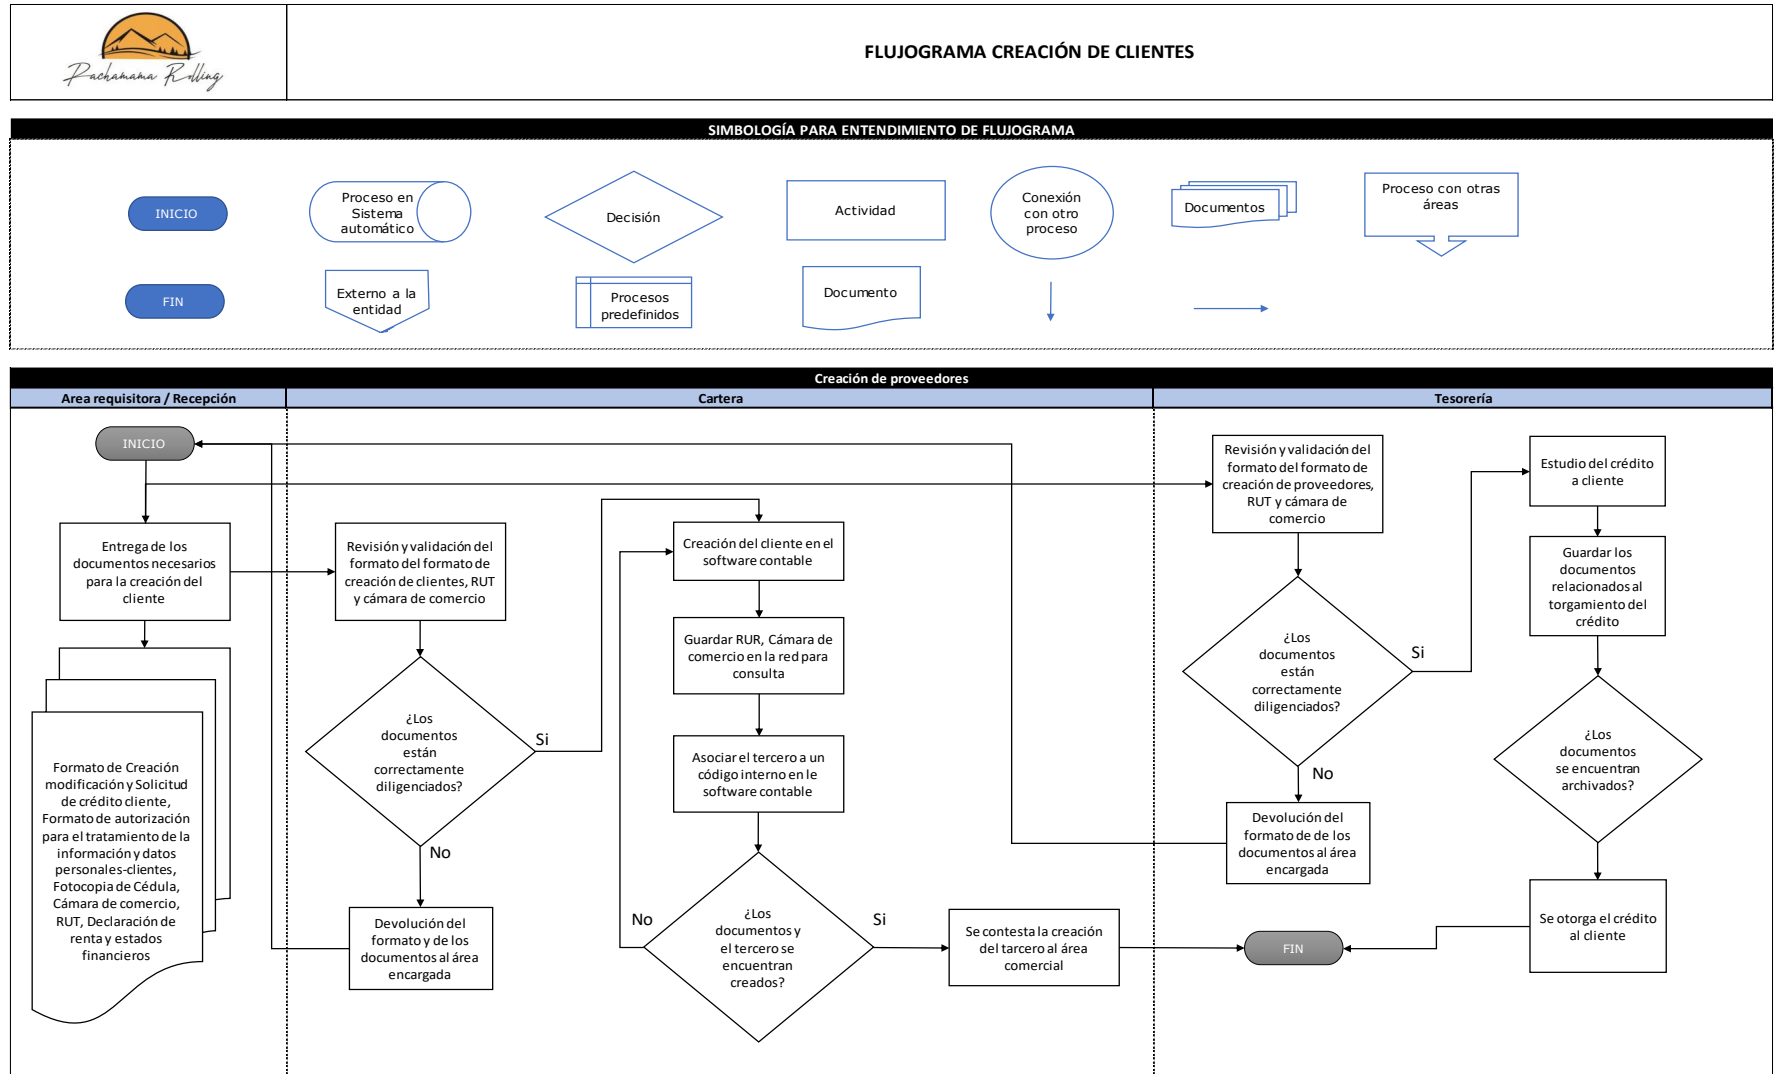 Pachamama Rolling
FLUJOGRAMA CREACIÓN DE CLIENTES
SIMBOLOGÍA PARA ENTENDIMIENTO DE FLUJOGRAMA
INICIO
Proceso en
Sistema
automático
Decisión
Actividad
Conexión
con otro
proceso
Documentos
Proceso con otras
áreas
FIN
Externo a la
entidad
Procesos
predefinidos
Documento
Creación de proveedores
Area requisitora / Recepción
Cartera
Tesorería
INICIO
Entrega de los
documentos necesarios
para la creación del
cliente
Formato de Creación
modificación y Solicitud
de crédito cliente,
Formato de autorización
para el tratamiento de la
información y datos
personales-clientes,
Fotocopia de Cédula,
Cámara de comercio,
RUT, Declaración de
renta y estados
financieros
Revisión y validación del
formato del formato de
creación de clientes, RUT
y cámara de comercio
¿Los
documentos
están
correctamente
diligenciados?
Si
No
Devolución del
formato y de los
documentos al área
encargada
Creación del cliente en el
software contable
Guardar RUR, Cámara de
comercio en la red para
consulta
Asociar el tercero a un
código interno en le
software contable
¿Los
documentos y
el tercero se
encuentran
creados?
No
Si
Se contesta la creación
del tarcero al área
comercial
Revisión y validación del
formato del formato de
creación de proveedores,
RUT y cámara de
comercio
¿Los
documentos
están
correctamente
diligenciados?
Si
No
Devolución del
formato de de los
documentos al área
encargada
FIN
Estudio del crédito
a cliente
Guardar los
documentos
relacionados al
torgamiento del
crédito
¿Los
documentos
se encuentran
archivados?
Se otorga el crédito
al cliente